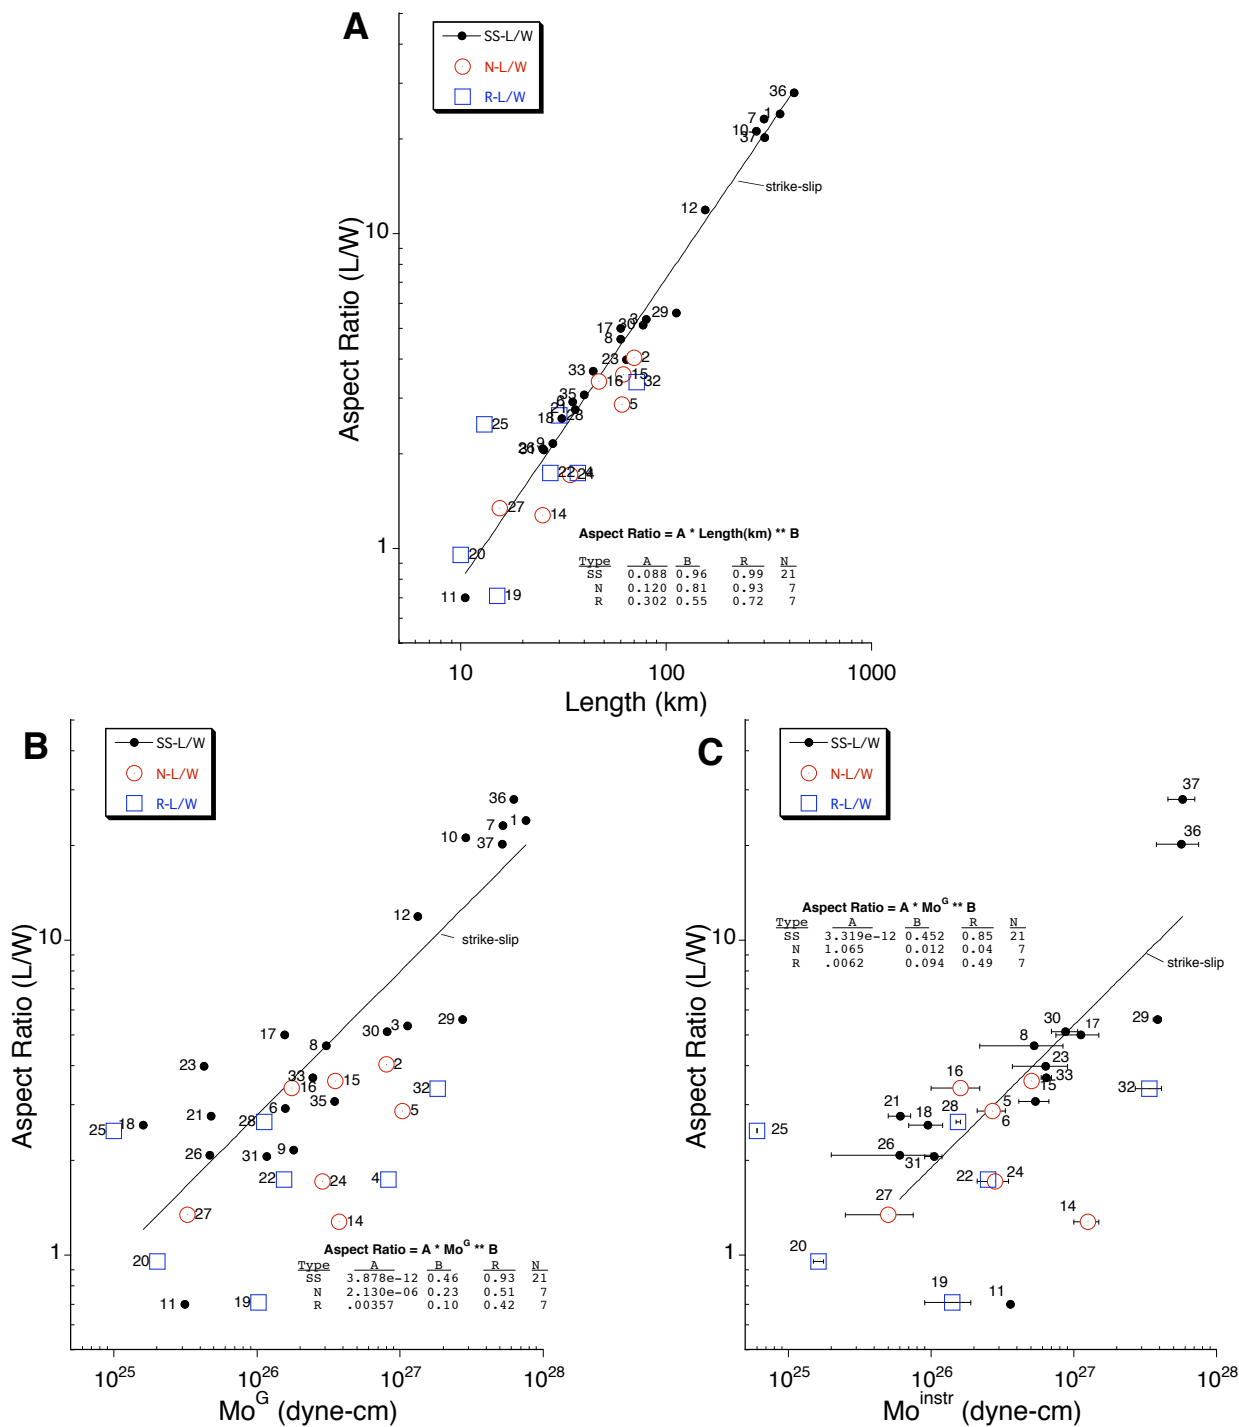 A
SS-L/W
N-L/W
R-L/W
36
7 1
10
37
strike-slip
12
10
3 29
17 30
8
23 2
33 15
16 32
35 5
6
21
18 28
25
9
26
31
22 4
24
27
14
Aspect Ratio = A * Length(km) ** B
Type A B R N
SS 0.088 0.96 0.99 21
N 0.120 0.81 0.93 7
R 0.302 0.55 0.72 7
1
20
11 19
Aspect Ratio (L/W)
10 100 1000
Length (km)
B
SS-L/W
N-L/W
R-L/W
36
7 1
10
37
12
strike-slip
10
29
30 3
17
8
23 2
33 15
16 32
35
6 5
21
28
18
25
9
26 31
22 24 4
27 14
Aspect Ratio = A * Mo^G ** B
Type A B R N
SS 3.878e-12 0.46 0.93 21
N 2.130e-06 0.23 0.51 7
R .00357 0.10 0.42 7
1
20
11 19
Aspect Ratio (L/W)
10^25 10^26 10^27 10^28
Mo^G (dyne-cm)
C
SS-L/W
N-L/W
R-L/W
37
36
Aspect Ratio = A * Mo^G ** B
Type A B R N
SS 3.319e-12 0.452 0.85 21
N 1.065 0.012 0.04 7
R .0062 0.094 0.49 7
10
strike-slip
30 29
8 17
23
16 33
15 32
21 5
18 28 6
25
26
31
22 24
27
14
20
1
19 11
Aspect Ratio (L/W)
10^25 10^26 10^27 10^28
Mo^instr (dyne-cm)